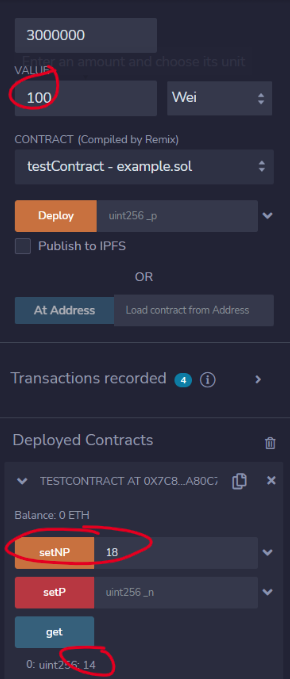 3000000
Enter an amount and choose its unit
VALUE
100 Wei
CONTRACT (Compiled by Remix)
testContract - example.sol
Deploy uint256 _p
Publish to IPFS
OR
At Address Load contract from Address
Transactions recorded 4 i
Deployed Contracts
TESTCONTRACT AT 0X7C8...A80C7
Balance: 0 ETH
setNP 18
setP uint256 _n
get
0: uint256: 14